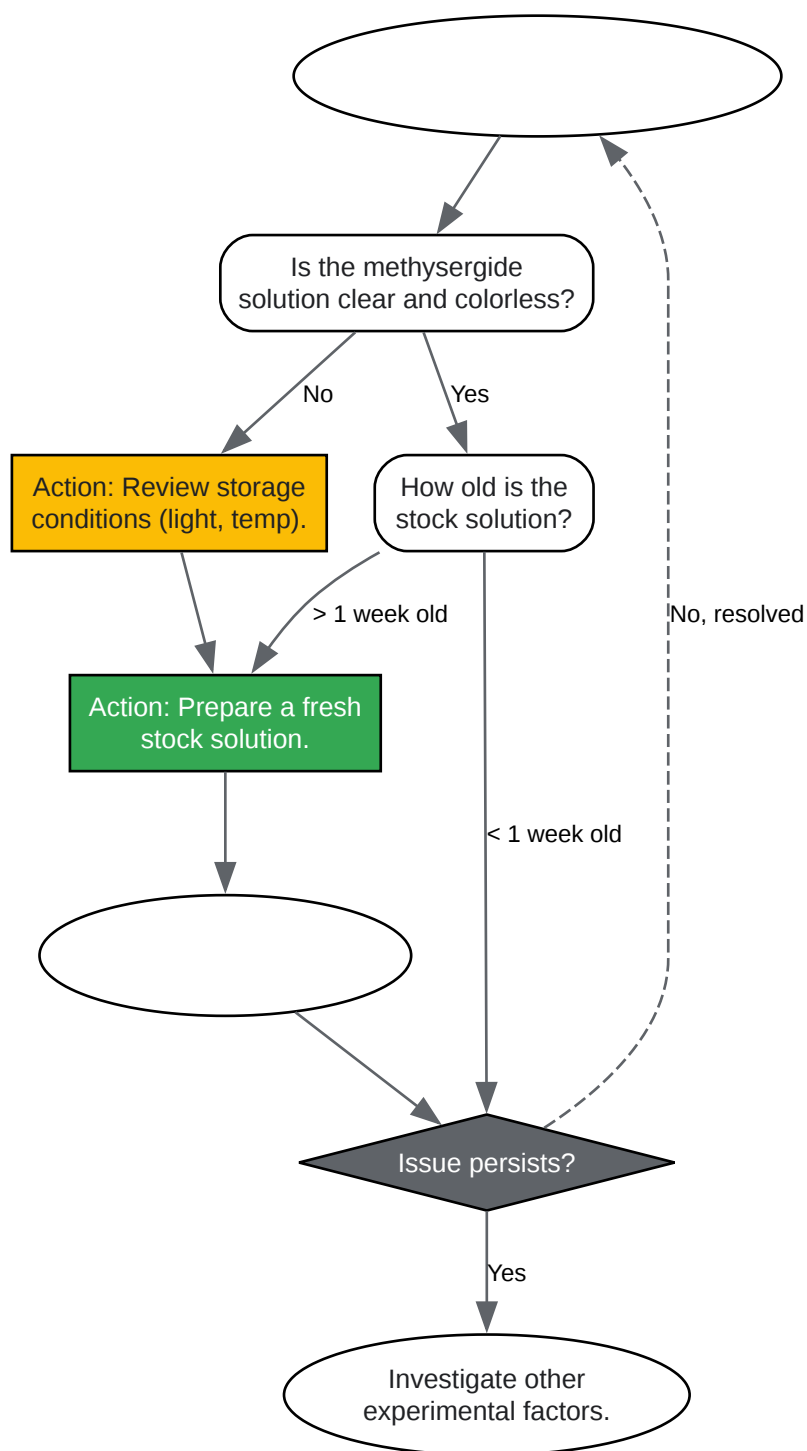 Is the methysergide
solution clear and colorless?
No
Yes
Action: Review storage
conditions (light, temp).
How old is the
stock solution?
> 1 week old
No, resolved
Action: Prepare a fresh
stock solution.
< 1 week old
Issue persists?
Yes
Investigate other
experimental factors.